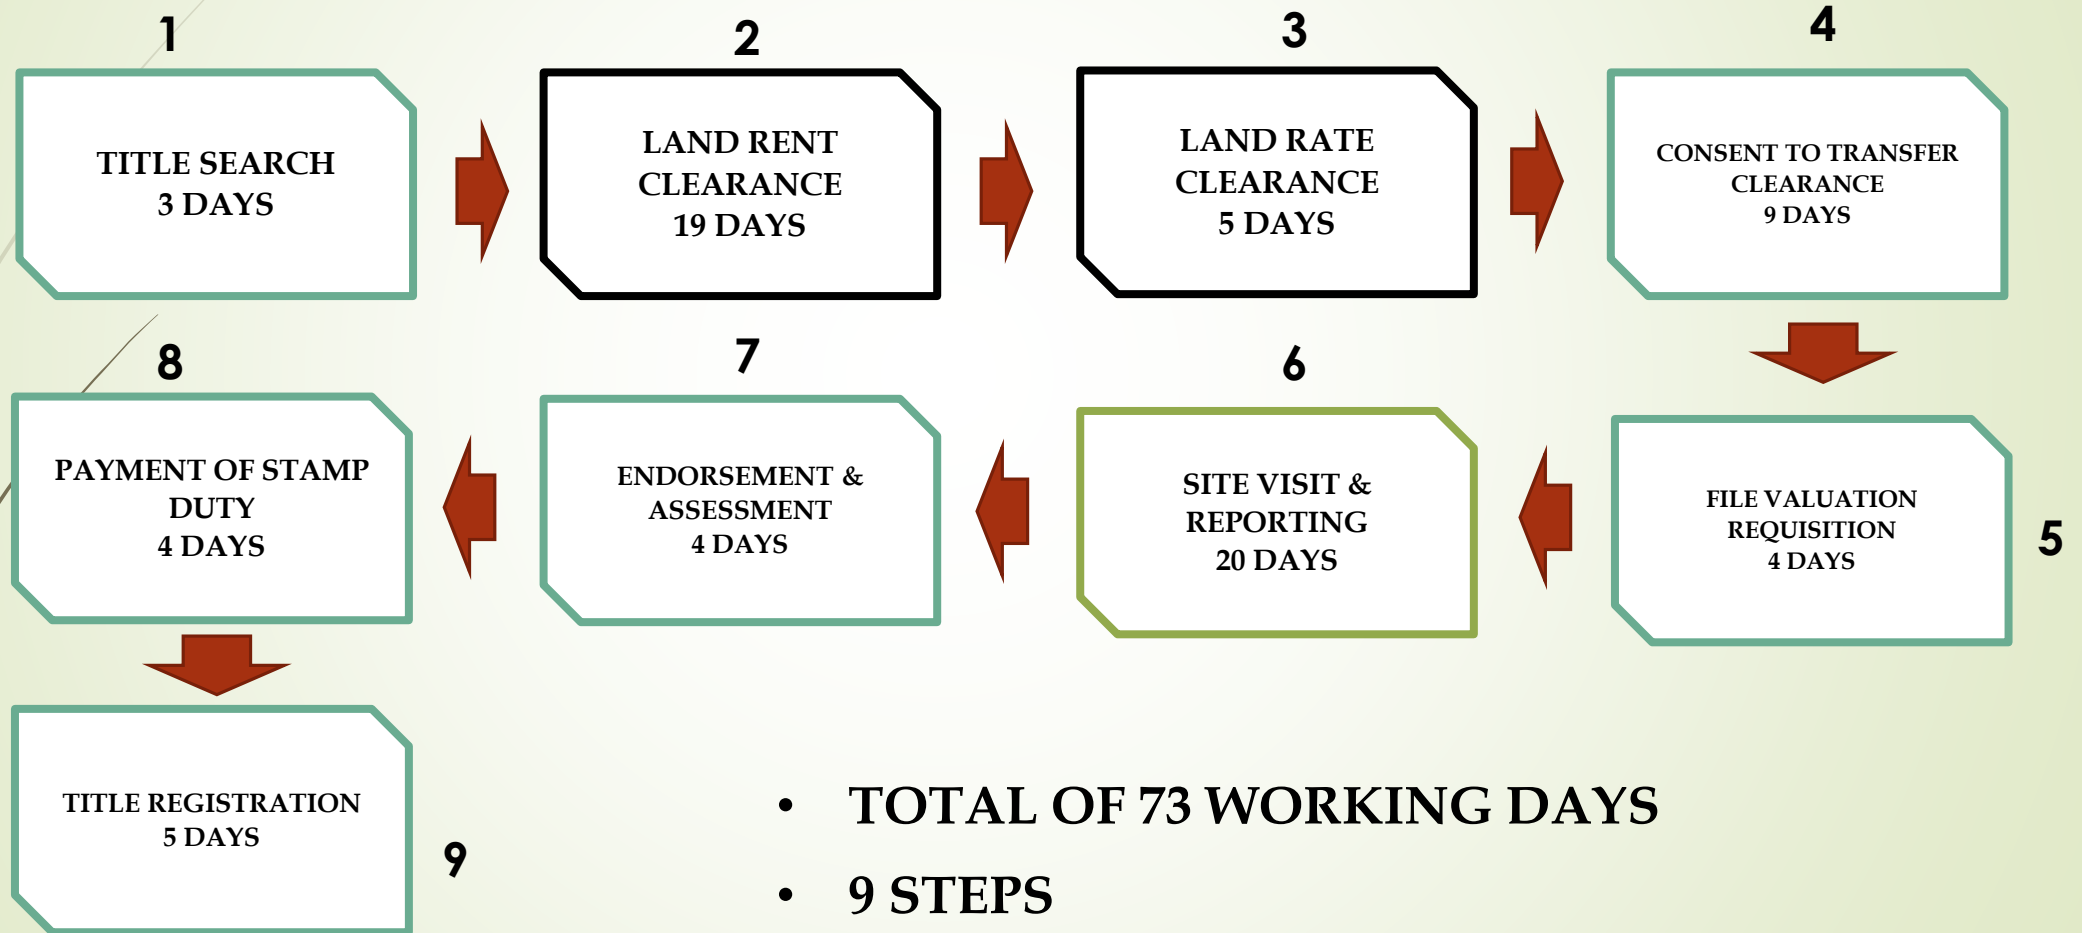 1
TITLE SEARCH
3 DAYS
2
LAND RENT
CLEARANCE
19 DAYS
3
LAND RATE
CLEARANCE
5 DAYS
4
CONSENT TO TRANSFER
CLEARANCE
9 DAYS
5
FILE VALUATION
REQUISITION
4 DAYS
6
SITE VISIT &
REPORTING
20 DAYS
7
ENDORSEMENT &
ASSESSMENT
4 DAYS
8
PAYMENT OF STAMP
DUTY
4 DAYS
9
TITLE REGISTRATION
5 DAYS
• TOTAL OF 73 WORKING DAYS
• 9 STEPS